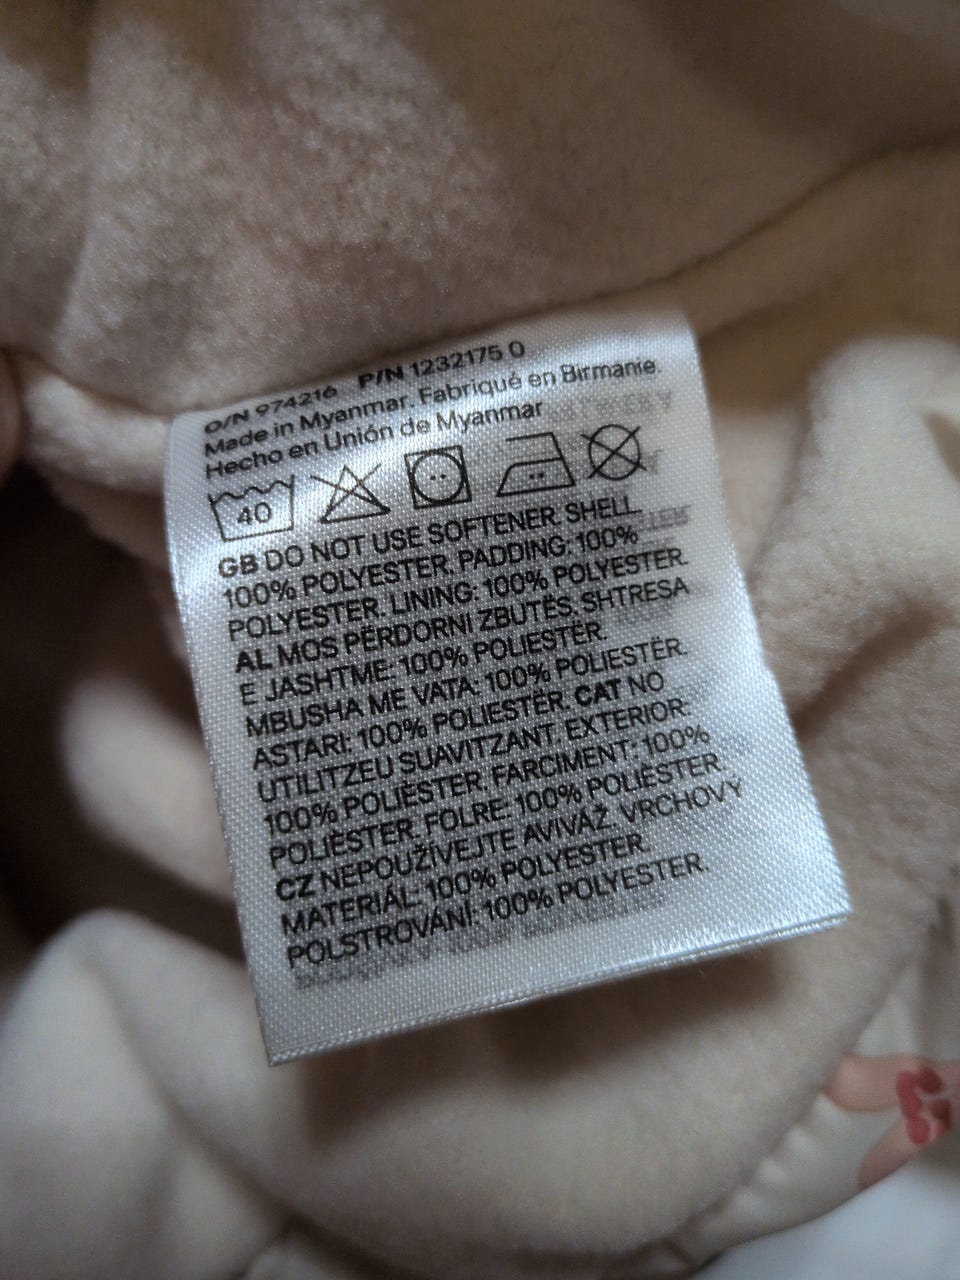 O/N 974216 P/N 1232175 0
Made in Myanmar. Fabriqué en Birmanie.
Hecho en Unión de Myanmar
40
GB DO NOT USE SOFTENER. SHELL
100% POLYESTER. PADDING: 100%
POLYESTER. LINING: 100% POLYESTER.
AL MOS PËRDORNI ZBUTËS. SHTRESA
E JASHTME: 100% POLIESTËR.
MBUSHA ME VATA: 100% POLIESTËR.
ASTARI: 100% POLIESTËR. CAT NO
UTILITZEU SUAVITZANT. EXTERIOR:
100% POLIÈSTER. FARCIMENT: 100%
POLIÈSTER. FOLRE: 100% POLIÈSTER.
CZ NEPOUŽÍVEJTE AVIVÁŽ. VRCHOVÝ
MATERIÁL: 100% POLYESTER.
POLSTROVÁNÍ: 100% POLYESTER.